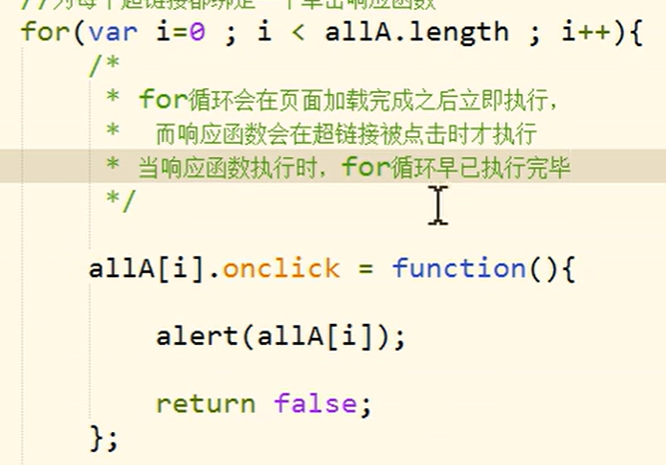 //为每个超链接都绑定一个单击响应函数
for(var i=0 ; i < allA.length ; i++){
/*
* for循环会在页面加载完成之后立即执行，
* 而响应函数会在超链接被点击时才执行
* 当响应函数执行时，for循环早已执行完毕
*/
allA[i].onclick = function(){
alert(allA[i]);
return false;
};